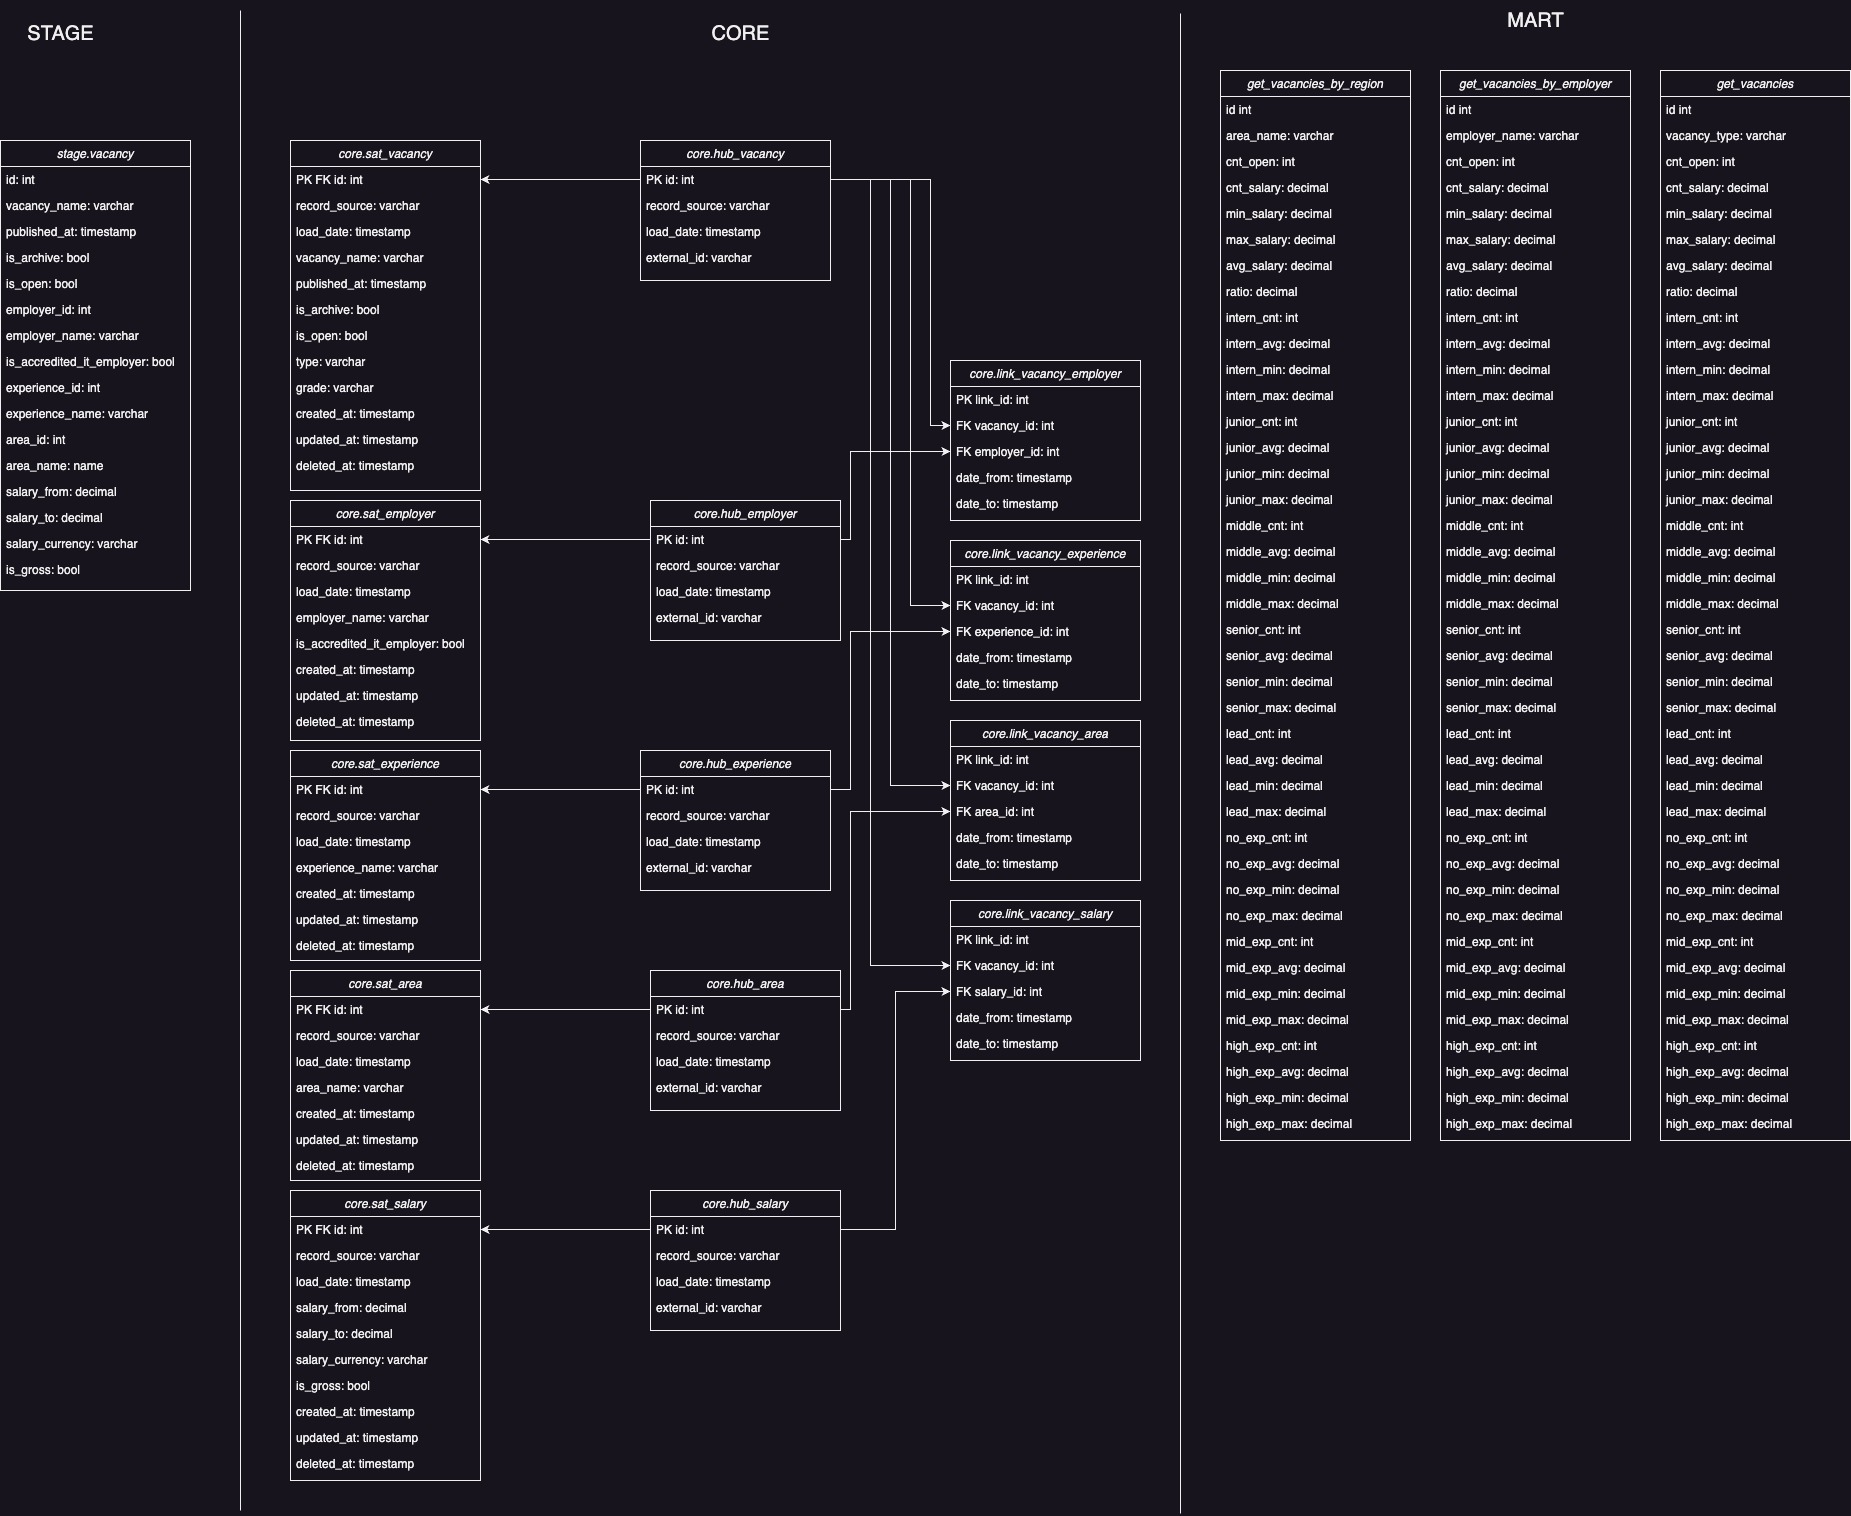 STAGE
stage.vacancy
id: int
vacancy_name: varchar
published_at: timestamp
is_archive: bool
is_open: bool
employer_id: int
employer_name: varchar
is_accredited_it_employer: bool
experience_id: int
experience_name: varchar
area_id: int
area_name: name
salary_from: decimal
salary_to: decimal
salary_currency: varchar
is_gross: bool
CORE
core.sat_vacancy
PK FK id: int
record_source: varchar
load_date: timestamp
vacancy_name: varchar
published_at: timestamp
is_archive: bool
is_open: bool
type: varchar
grade: varchar
created_at: timestamp
updated_at: timestamp
deleted_at: timestamp
core.sat_employer
PK FK id: int
record_source: varchar
load_date: timestamp
employer_name: varchar
is_accredited_it_employer: bool
created_at: timestamp
updated_at: timestamp
deleted_at: timestamp
core.sat_experience
PK FK id: int
record_source: varchar
load_date: timestamp
experience_name: varchar
created_at: timestamp
updated_at: timestamp
deleted_at: timestamp
core.sat_area
PK FK id: int
record_source: varchar
load_date: timestamp
area_name: varchar
created_at: timestamp
updated_at: timestamp
deleted_at: timestamp
core.sat_salary
PK FK id: int
record_source: varchar
load_date: timestamp
salary_from: decimal
salary_to: decimal
salary_currency: varchar
is_gross: bool
created_at: timestamp
updated_at: timestamp
deleted_at: timestamp
core.hub_vacancy
PK id: int
record_source: varchar
load_date: timestamp
external_id: varchar
core.hub_employer
PK id: int
record_source: varchar
load_date: timestamp
external_id: varchar
core.hub_experience
PK id: int
record_source: varchar
load_date: timestamp
external_id: varchar
core.hub_area
PK id: int
record_source: varchar
load_date: timestamp
external_id: varchar
core.hub_salary
PK id: int
record_source: varchar
load_date: timestamp
external_id: varchar
core.link_vacancy_employer
PK link_id: int
FK vacancy_id: int
FK employer_id: int
date_from: timestamp
date_to: timestamp
core.link_vacancy_experience
PK link_id: int
FK vacancy_id: int
FK experience_id: int
date_from: timestamp
date_to: timestamp
core.link_vacancy_area
PK link_id: int
FK vacancy_id: int
FK area_id: int
date_from: timestamp
date_to: timestamp
core.link_vacancy_salary
PK link_id: int
FK vacancy_id: int
FK salary_id: int
date_from: timestamp
date_to: timestamp
MART
get_vacancies_by_region
id int
area_name: varchar
cnt_open: int
cnt_salary: decimal
min_salary: decimal
max_salary: decimal
avg_salary: decimal
ratio: decimal
intern_cnt: int
intern_avg: decimal
intern_min: decimal
intern_max: decimal
junior_cnt: int
junior_avg: decimal
junior_min: decimal
junior_max: decimal
middle_cnt: int
middle_avg: decimal
middle_min: decimal
middle_max: decimal
senior_cnt: int
senior_avg: decimal
senior_min: decimal
senior_max: decimal
lead_cnt: int
lead_avg: decimal
lead_min: decimal
lead_max: decimal
no_exp_cnt: int
no_exp_avg: decimal
no_exp_min: decimal
no_exp_max: decimal
mid_exp_cnt: int
mid_exp_avg: decimal
mid_exp_min: decimal
mid_exp_max: decimal
high_exp_cnt: int
high_exp_avg: decimal
high_exp_min: decimal
high_exp_max: decimal
get_vacancies_by_employer
id int
employer_name: varchar
cnt_open: int
cnt_salary: decimal
min_salary: decimal
max_salary: decimal
avg_salary: decimal
ratio: decimal
intern_cnt: int
intern_avg: decimal
intern_min: decimal
intern_max: decimal
junior_cnt: int
junior_avg: decimal
junior_min: decimal
junior_max: decimal
middle_cnt: int
middle_avg: decimal
middle_min: decimal
middle_max: decimal
senior_cnt: int
senior_avg: decimal
senior_min: decimal
senior_max: decimal
lead_cnt: int
lead_avg: decimal
lead_min: decimal
lead_max: decimal
no_exp_cnt: int
no_exp_avg: decimal
no_exp_min: decimal
no_exp_max: decimal
mid_exp_cnt: int
mid_exp_avg: decimal
mid_exp_min: decimal
mid_exp_max: decimal
high_exp_cnt: int
high_exp_avg: decimal
high_exp_min: decimal
high_exp_max: decimal
get_vacancies
id int
vacancy_type: varchar
cnt_open: int
cnt_salary: decimal
min_salary: decimal
max_salary: decimal
avg_salary: decimal
ratio: decimal
intern_cnt: int
intern_avg: decimal
intern_min: decimal
intern_max: decimal
junior_cnt: int
junior_avg: decimal
junior_min: decimal
junior_max: decimal
middle_cnt: int
middle_avg: decimal
middle_min: decimal
middle_max: decimal
senior_cnt: int
senior_avg: decimal
senior_min: decimal
senior_max: decimal
lead_cnt: int
lead_avg: decimal
lead_min: decimal
lead_max: decimal
no_exp_cnt: int
no_exp_avg: decimal
no_exp_min: decimal
no_exp_max: decimal
mid_exp_cnt: int
mid_exp_avg: decimal
mid_exp_min: decimal
mid_exp_max: decimal
high_exp_cnt: int
high_exp_avg: decimal
high_exp_min: decimal
high_exp_max: decimal